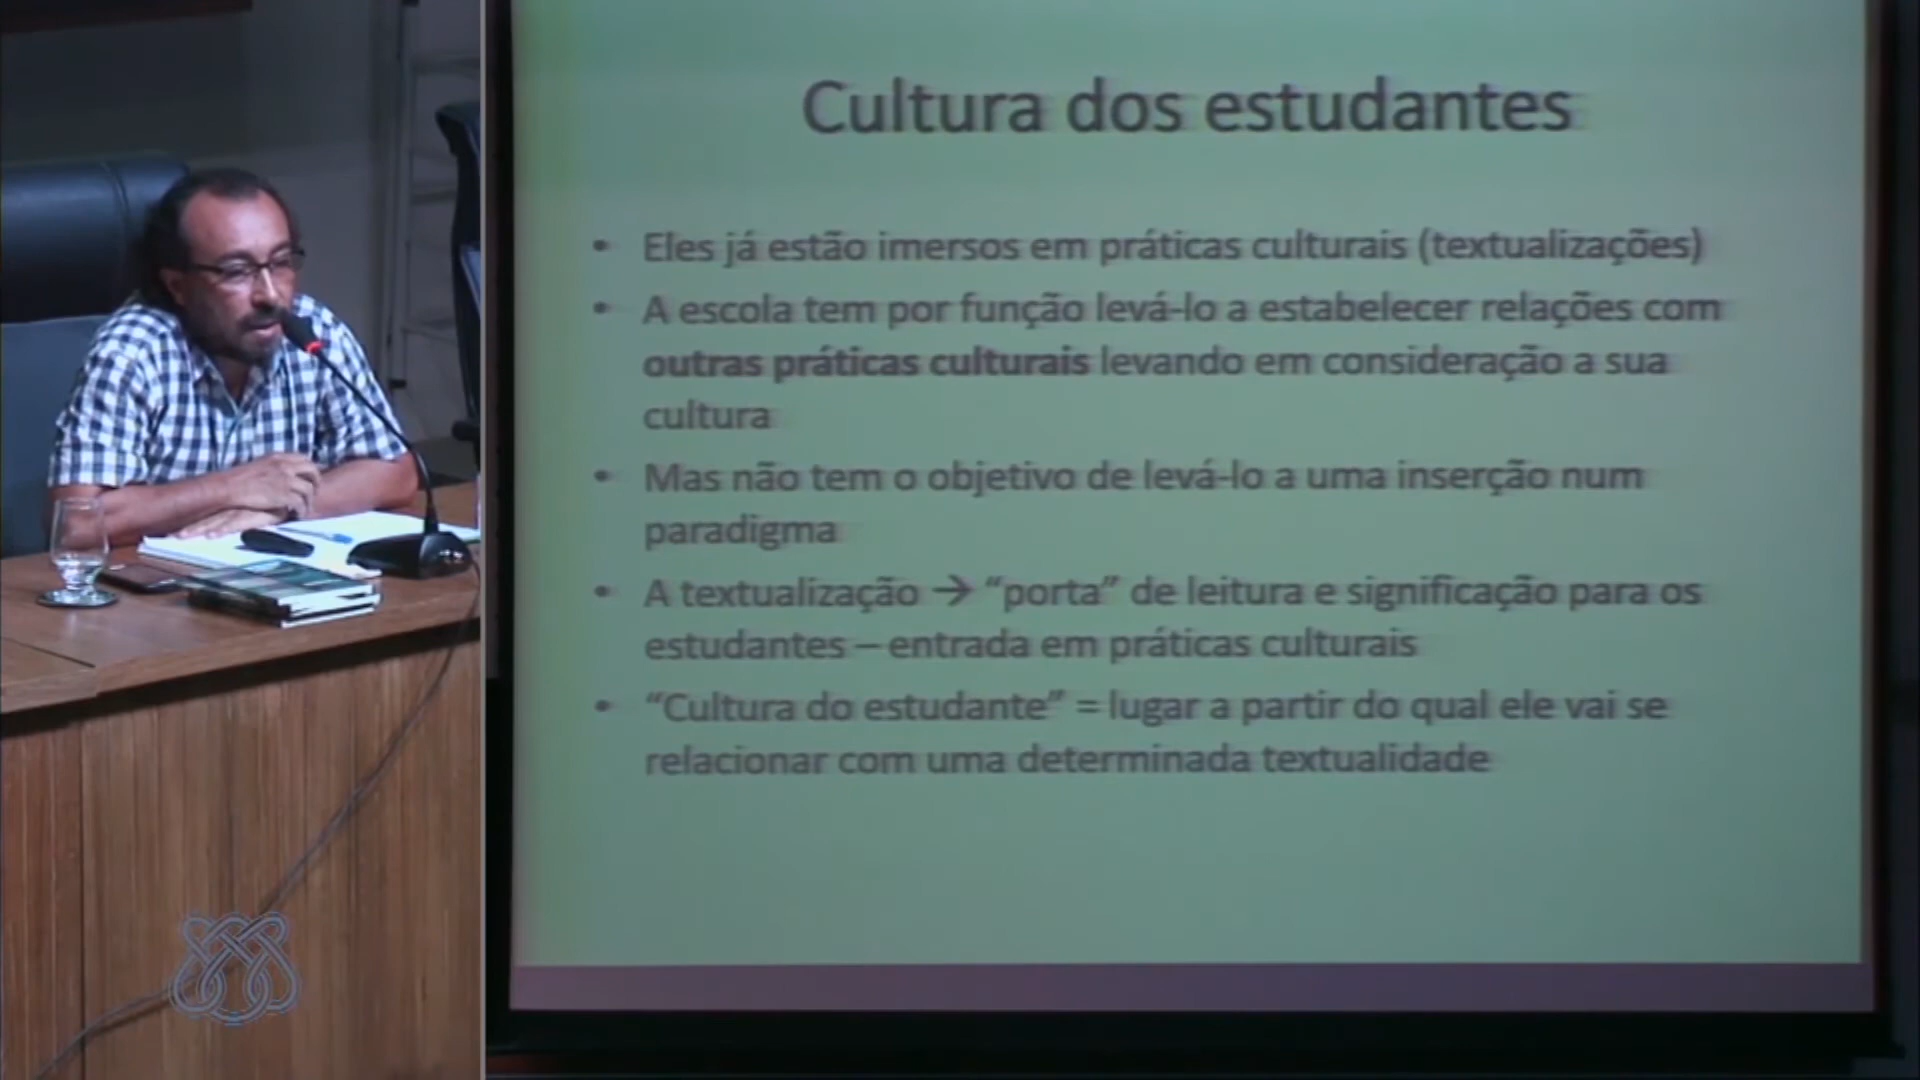 Cultura dos estudantes
• Eles já estão imersos em práticas culturais (textualizações)
• A escola tem por função levá-lo a estabelecer relações com
outras práticas culturais levando em consideração a sua
cultura
• Mas não tem o objetivo de levá-lo a uma inserção num
paradigma
• A textualização → “porta” de leitura e significação para os
estudantes – entrada em práticas culturais
• “Cultura do estudante” = lugar a partir do qual ele vai se
relacionar com uma determinada textualidade